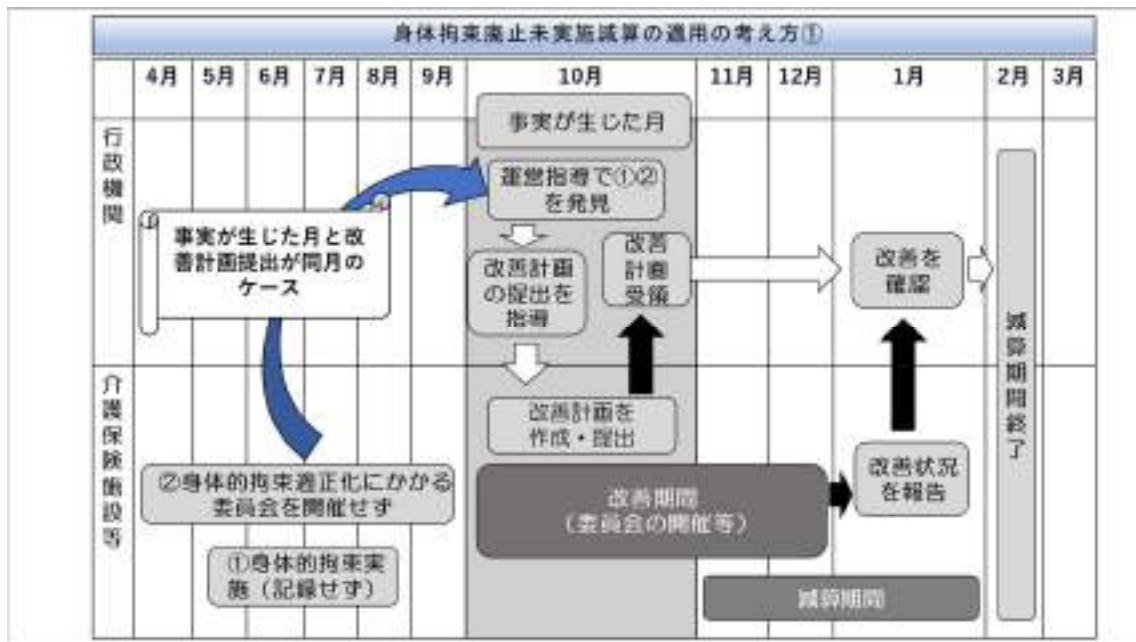 身体拘束廃止未実施減算の適用の考え方①
4月
5月
6月
7月
8月
9月
10月
11月
12月
1月
2月
3月
行政機関
事実が生じた月
運営指導で①②
を発見
事実が生じた月と改
善計画提出が同月の
ケース
改善計画
の提出を
指導
改善
計画
受領
改善を
確認
減算期間終了
介護保険施設等
改善計画を
作成・提出
②身体的拘束適正化にかかる
委員会を開催せず
改善期間
(委員会の開催等)
改善状況
を報告
①身体的拘束実
施(記録せず)
減算期間